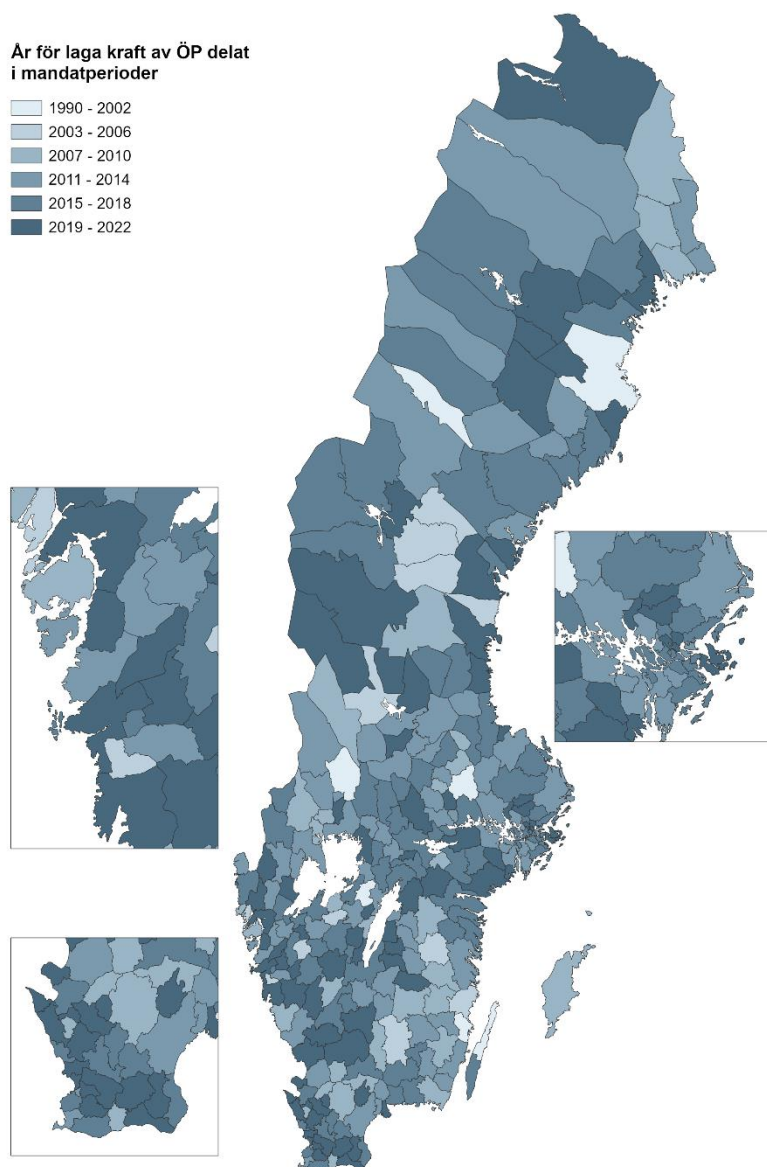 År för laga kraft av ÖP delat
i mandatperioder
1990 - 2002
2003 - 2006
2007 - 2010
2011 - 2014
2015 - 2018
2019 - 2022